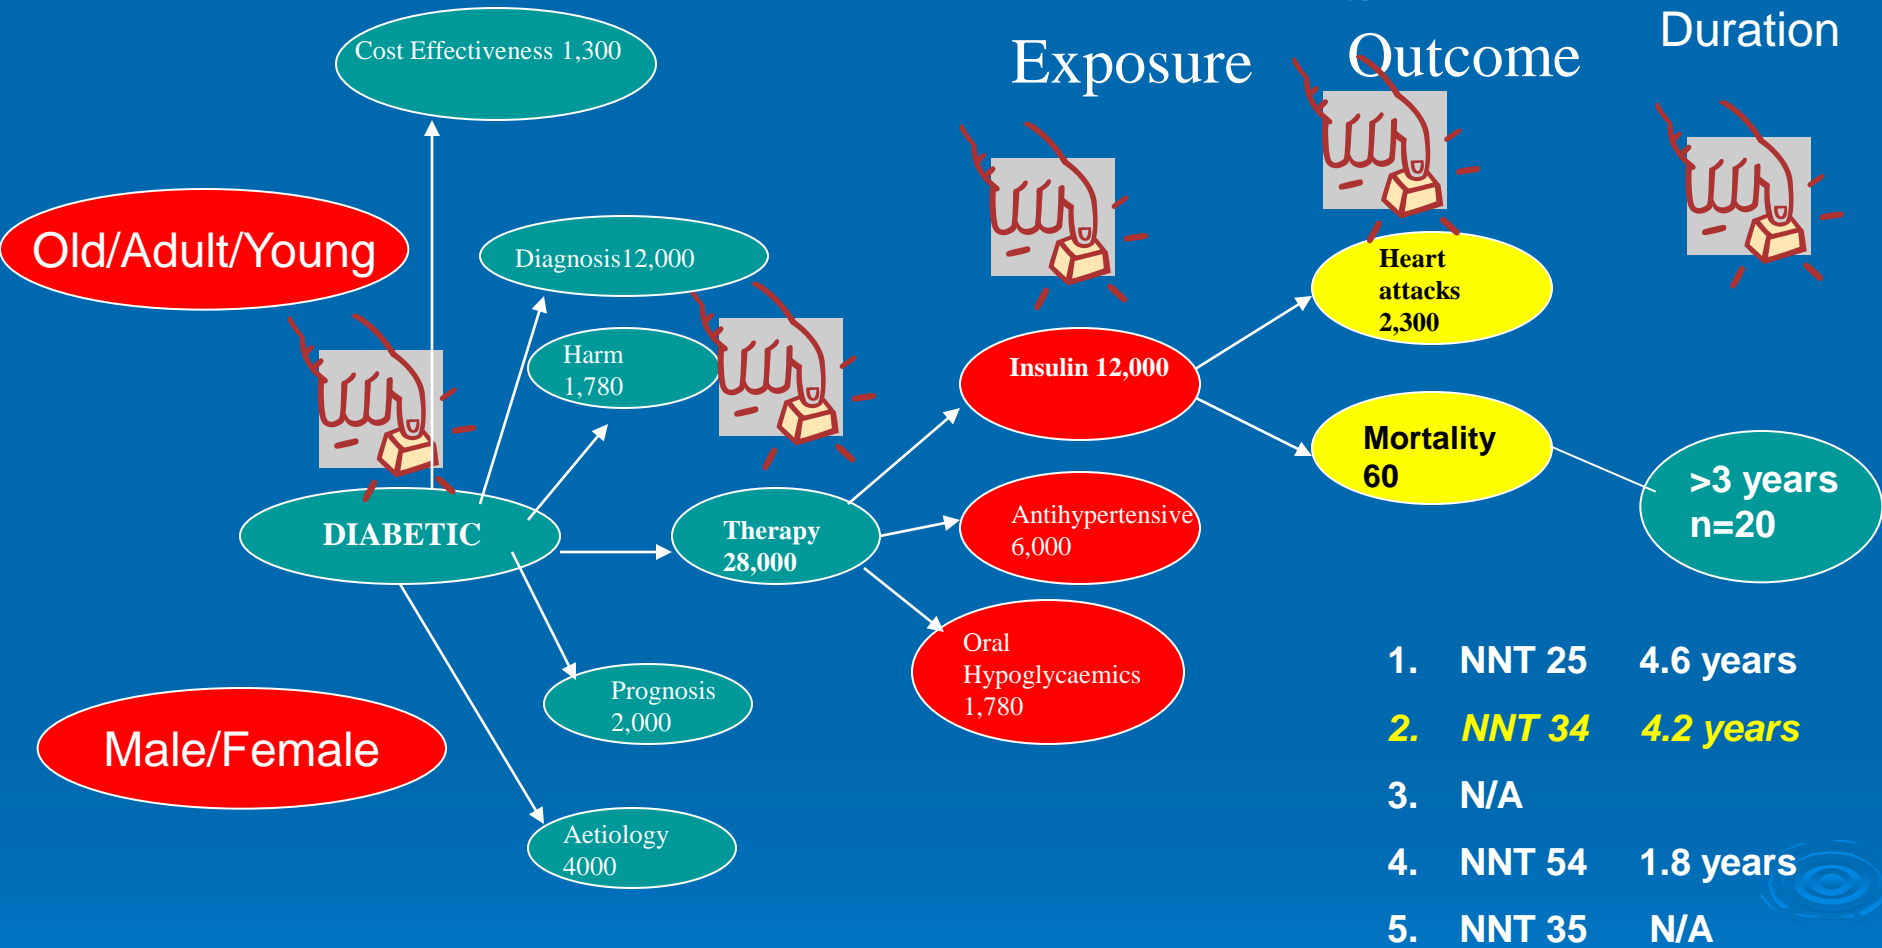 Cost Effectiveness 1,300
Exposure
Outcome
Duration
Old/Adult/Young
Diagnosis12,000
Harm
1,780
Heart
attacks
2,300
Insulin 12,000
Mortality
60
>3 years
n=20
DIABETIC
Therapy
28,000
Antihypertensive
6,000
Oral
Hypoglycaemics
1,780
Prognosis
2,000
Male/Female
Aetiology
4000
1. NNT 25 4.6 years
2. NNT 34 4.2 years
3. N/A
4. NNT 54 1.8 years
5. NNT 35 N/A